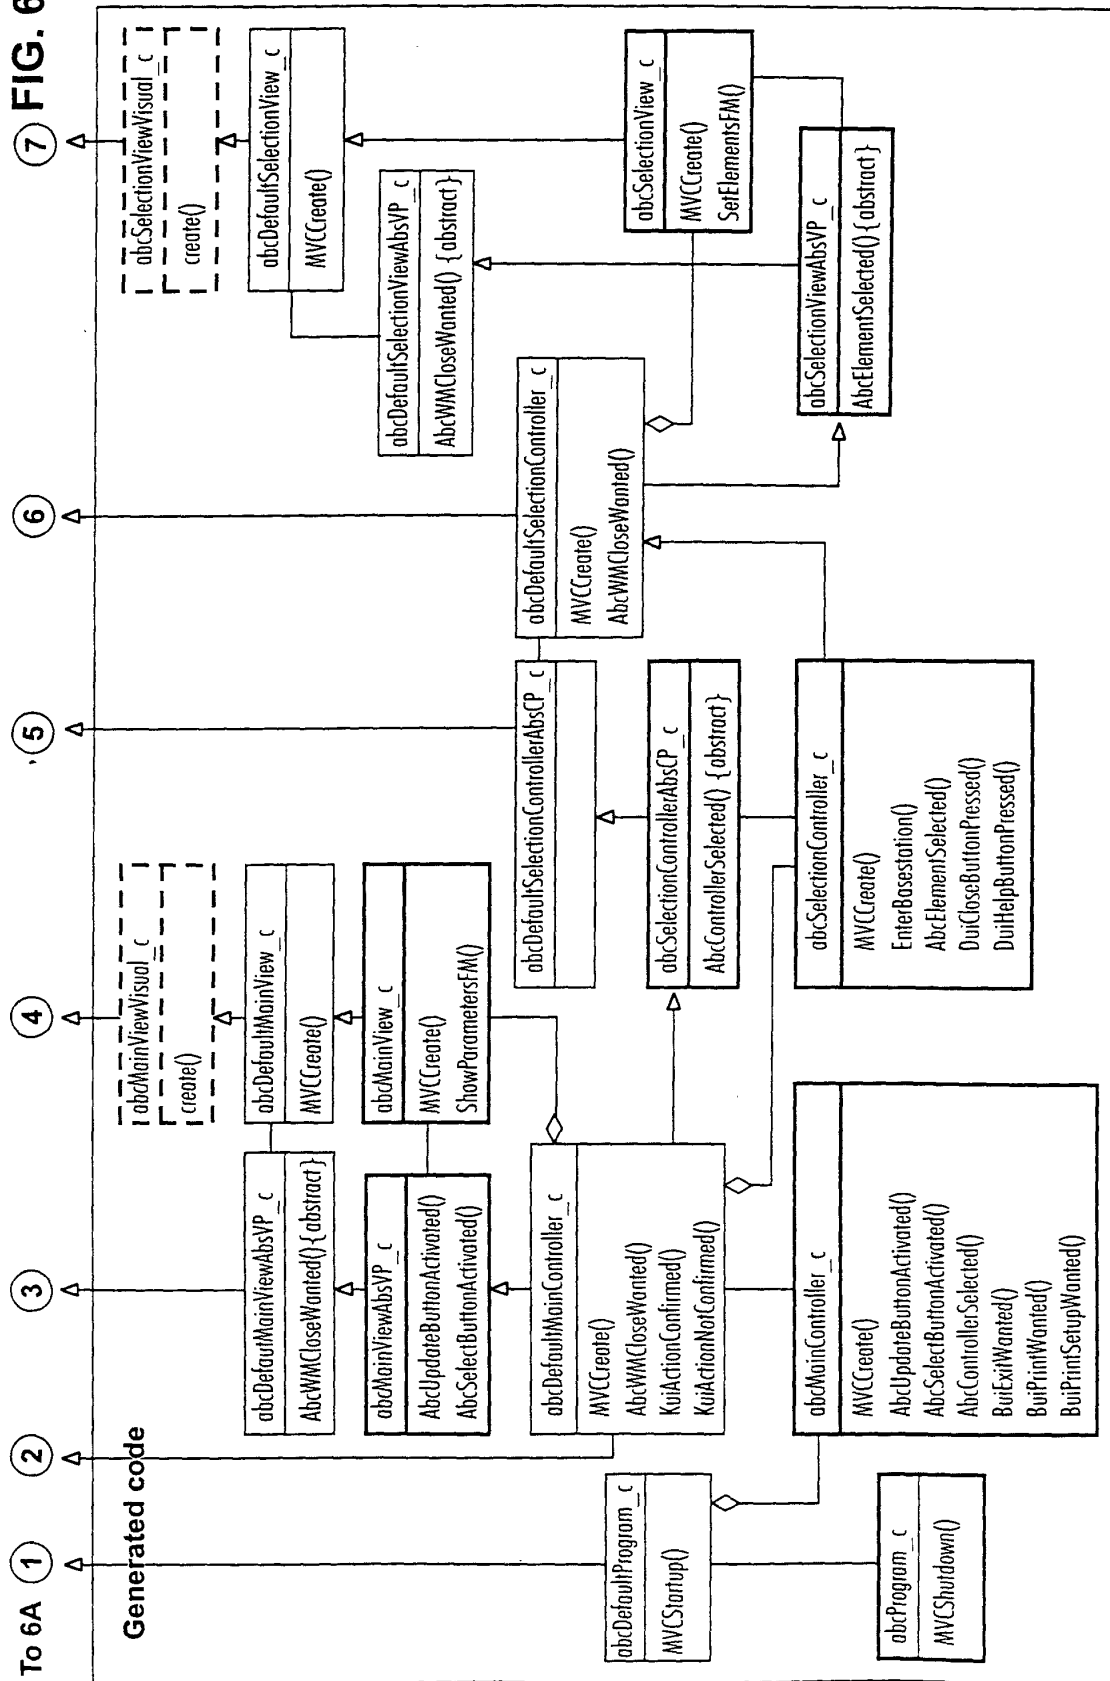 To 6A
1
2
3
4
5
6
7
FIG. 6
Generated code
abcDefaultProgram_c
MVCStartup()
abcProgram_c
MVCShutdown()
abcDefautMainViewAbsVP_c
AbcWMCloseWanted(){abstract}
abcMainViewAbsVP_c
AbcUpdateButtonActivated()
AbcSelectButtonActivated()
abcDefaultMainController_c
MVCCreate()
AbcWMCloseWanted()
KuiActionConfirmed()
KuiActionNotConfirmed()
abcMainController_c
MVCCreate()
AbcUpdateButtonActivated()
AbcSelectButtonActivated()
AbcControllerSelected()
BuiExitWanted()
BuiPrintWanted()
BuiPrintSetupWanted()
abcMainViewVisual_c
create()
abcDefaultMainView_c
MVCCreate()
abcMainView_c
MVCCreate()
ShowParametersFM()
abcDefaultSelectionControllerAbsCP_c
abcSelectionControllerAbsCP_c
AbcControllerSelected() {abstract}
abcSelectionController_c
MVCCreate()
EnterBasestation()
AbcElementSelected()
DuiCloseButtonPressed()
DuiHelpButtonPressed()
abcDefaultSelectionController_c
MVCCreate()
AbcWMCloseWanted()
abcSelectionViewVisual_c
create()
abcDefaultSelectionView_c
MVCCreate()
abcDefaultSelectionViewAbsVP_c
AbcWMCloseWanted() {abstract}
abcSelectionView_c
MVCCreate()
SetElementsFM()
abcSelectionViewAbsVP_c
AbcElementSelected(){abstract}